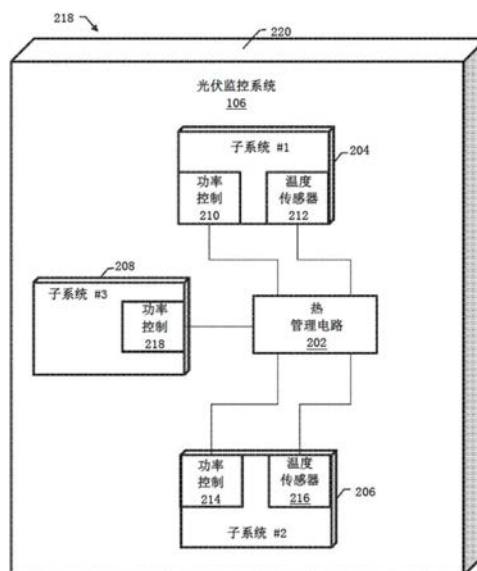 218
220
光伏监控系统
106
子系统 #1
204
功率
控制
210
温度
传感器
212
208
子系统 #3
功率
控制
218
热
管理电路
202
功率
控制
214
温度
传感器
216
206
子系统 #2